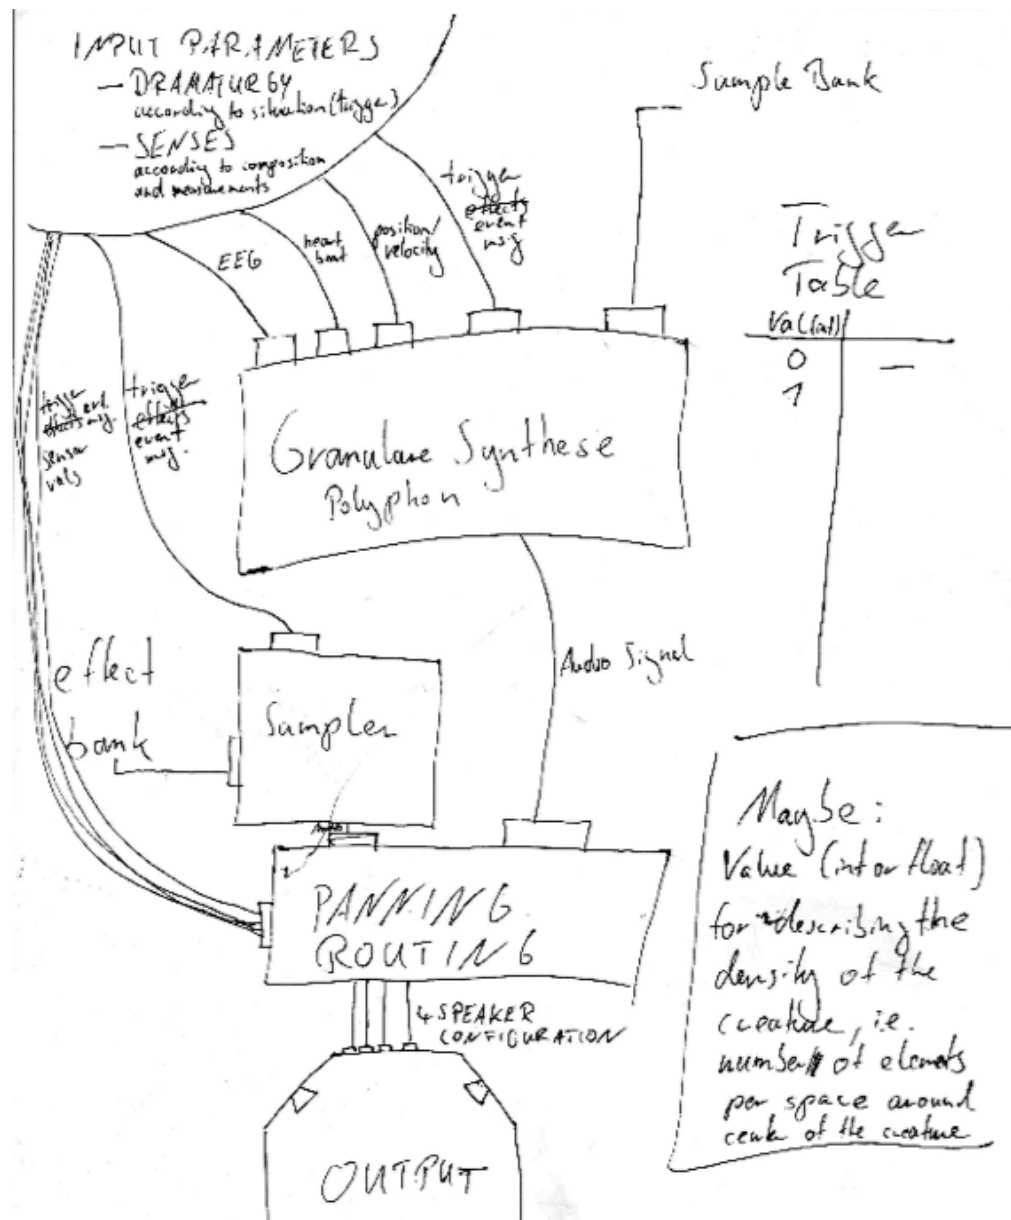 INPUT PARAMETERS
— DRAMATURGY
according to situation (trigger)
— SENSES
according to composition
and measurements
Sample Bank
EEG
heart
beat
position/
velocity
trigger
effects
event
msg
Trigger
Table
Val(int)
0 —
1
trigger
effects msg.
sensor
vals
trigger
effects
event
msg.
Granulare Synthese
Polyphon
Audio Signal
effect
bank
Sampler
Audio
PANNING
ROUTING
4 SPEAKER
CONFIGURATION
OUTPUT
Maybe:
Value (int or float)
for describing the
density of the
creature, i.e.
number of elements
per space around
center of the creature